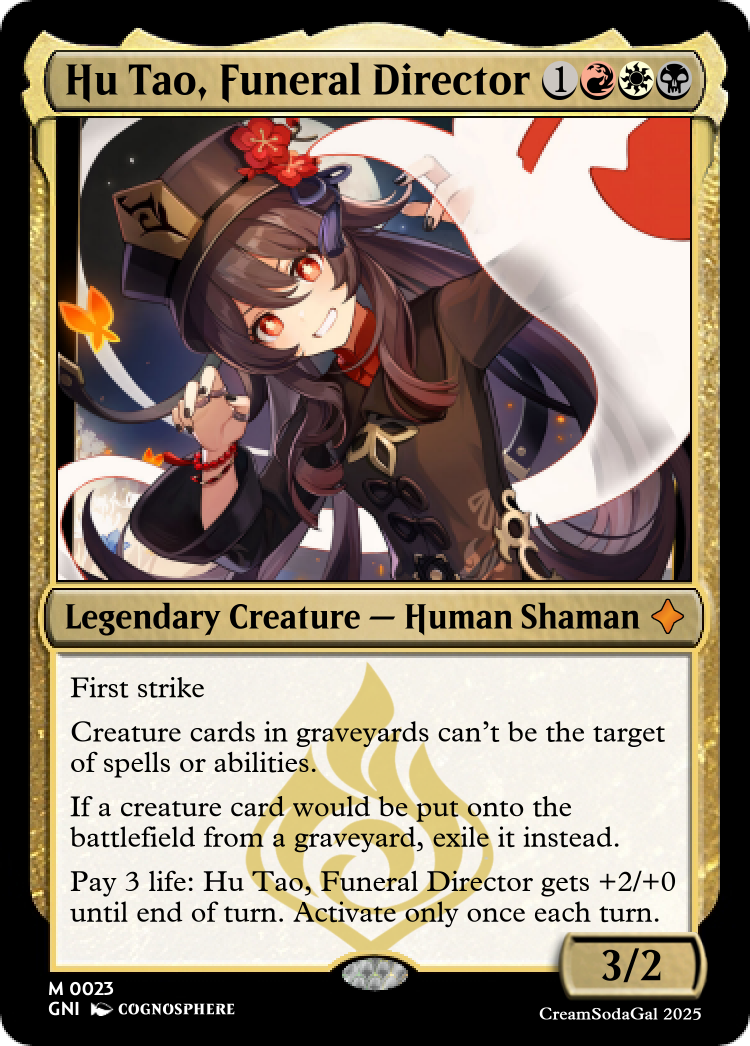 Hu Tao, Funeral Director 1
Legendary Creature — Human Shaman
First strike
Creature cards in graveyards can't be the target
of spells or abilities.
If a creature card would be put onto the
battlefield from a graveyard, exile it instead.
Pay 3 life: Hu Tao, Funeral Director gets +2/+0
until end of turn. Activate only once each turn.
3/2
M 0023
GNI COGNOSPHERE
CreamSodaGal 2025